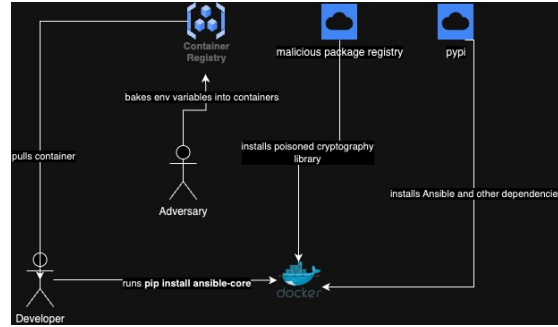 Container
Registry
malicious package registry
pypi
bakes env variables into containers
pulls container
installs poisoned cryptography
library
installs Ansible and other dependencie
Adversary
runs pip install ansible-core
docker
Developer